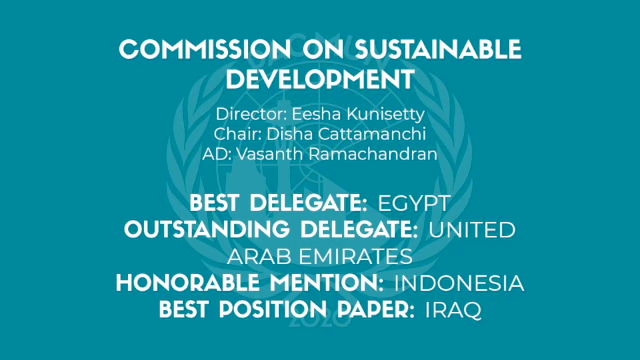 COMMISSION ON SUSTAINABLE
DEVELOPMENT
Director: Eesha Kunisetty
Chair: Disha Cattamanchi
AD: Vasanth Ramachandran
BEST DELEGATE: EGYPT
OUTSTANDING DELEGATE: UNITED
ARAB EMIRATES
HONORABLE MENTION: INDONESIA
BEST POSITION PAPER: IRAQ
2020